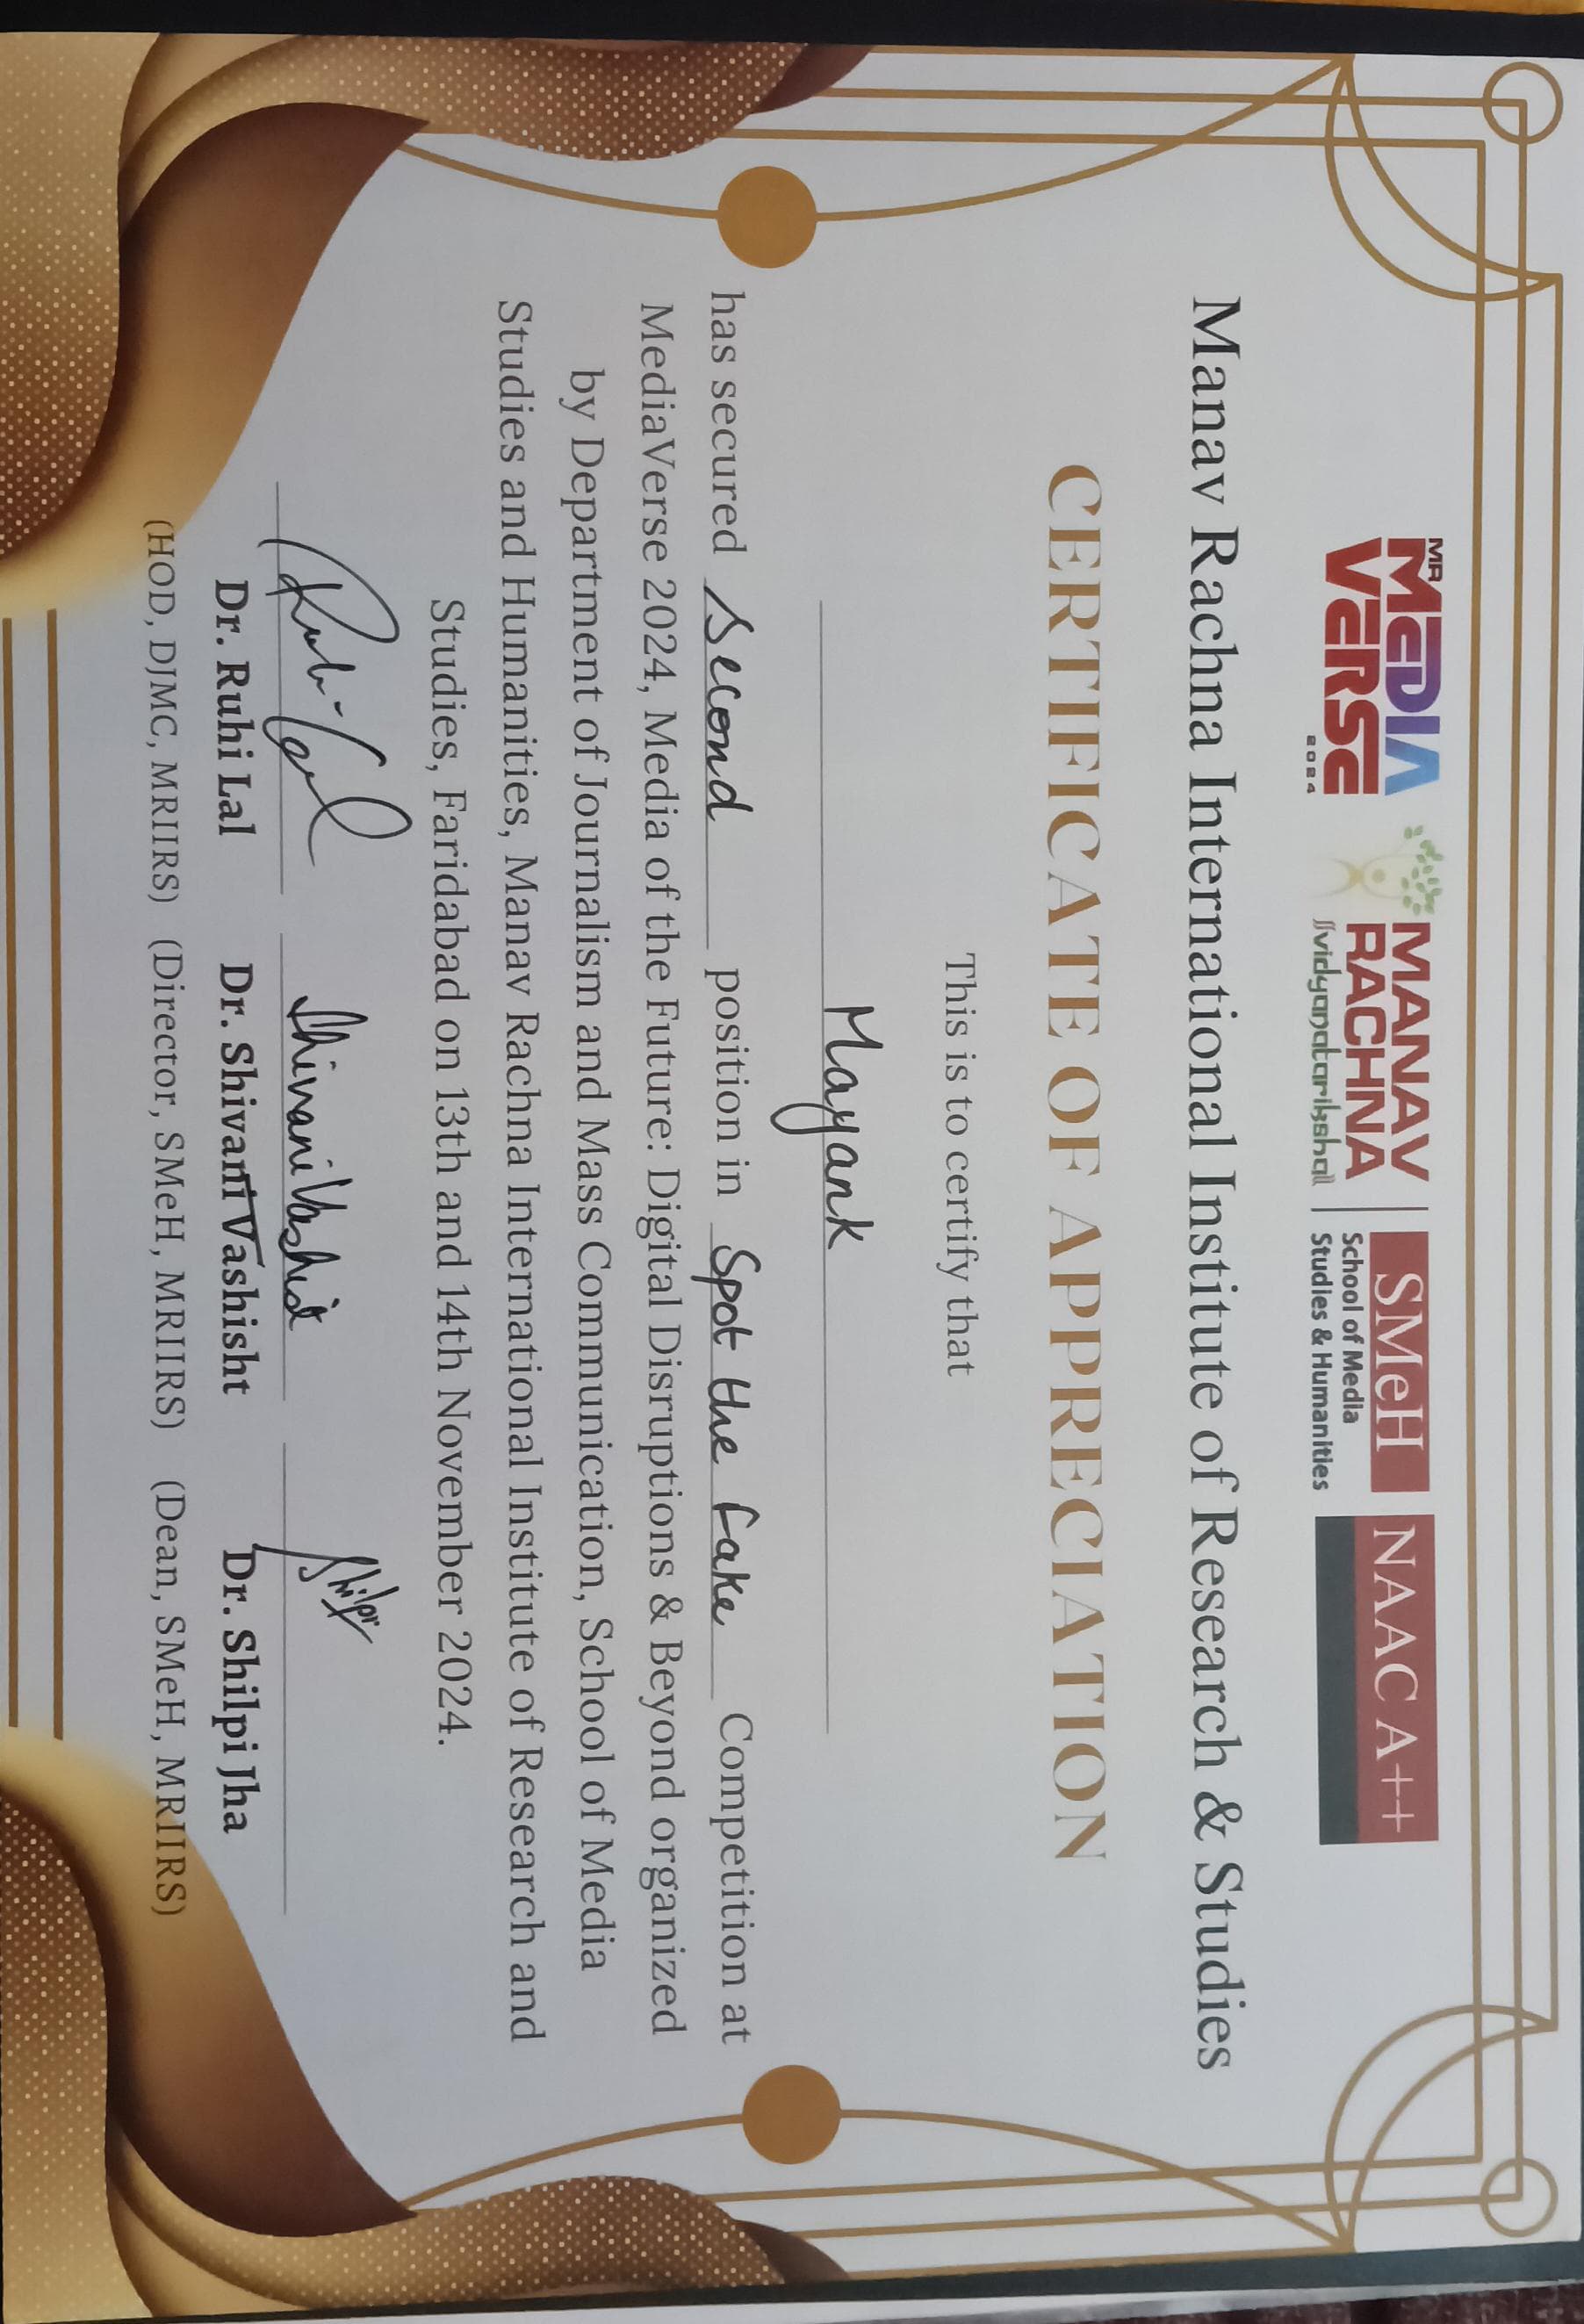 MR
MEDIA
VERSE
2024
MANAV
RACHNA
॥vidyanatariksha॥
SMeH
School of Media
Studies & Humanities
NAAC A++
Manav Rachna International Institute of Research & Studies
CERTIFICATE OF APPRECIATION
This is to certify that
Mayank
has secured Second position in Spot the Fake Competition at
MediaVerse 2024, Media of the Future: Digital Disruptions & Beyond organized
by Department of Journalism and Mass Communication, School of Media
Studies and Humanities, Manav Rachna International Institute of Research and
Studies, Faridabad on 13th and 14th November 2024.
Ruhi Lal Shivani Vashist Shilpi
Dr. Ruhi Lal Dr. Shivani Vashisht Dr. Shilpi Jha
(HOD, DJMC, MRIIRS) (Director, SMeH, MRIIRS) (Dean, SMeH, MRIIRS)